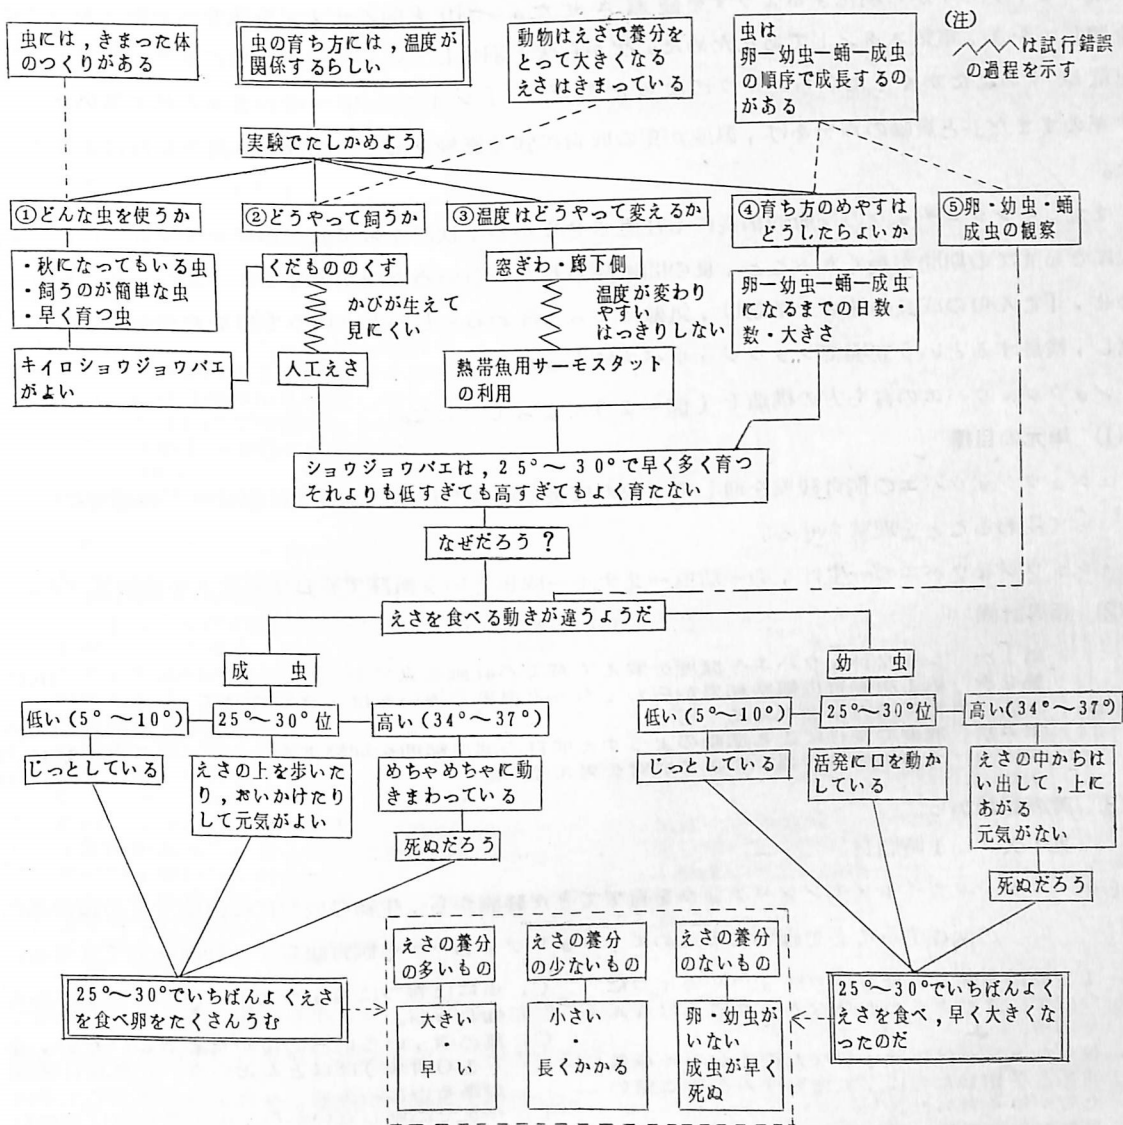 虫には，きまった体
のつくりがある
虫の育ち方には，温度が
関係するらしい
動物はえさで養分を
とって大きくなる
えさはきまっている
虫は
卵－幼虫－蛹－成虫
の順序で成長するの
がある
(注)
は試行錯誤
の過程を示す
実験でたしかめよう
①どんな虫を使うか
②どうやって飼うか
③温度はどうやって変えるか
④育ち方のめやすは
どうしたらよいか
⑤卵・幼虫・蛹
成虫の観察
・秋になってもいる虫
・飼うのが簡単な虫
・早く育つ虫
くだもののくず
窓ぎわ・廊下側
卵－幼虫－蛹－成虫
になるまでの日数・
数・大きさ
かびが生えて
見にくい
温度が変わり
やすい
はっきりしない
キイロショウジョウバエ
がよい
人工えさ
熱帯魚用サーモスタット
の利用
ショウジョウバエは，25°～30°で早く多く育つ
それよりも低すぎても高すぎてもよく育たない
なぜだろう？
えさを食べる動きが違うようだ
成　虫
幼　虫
低い(5°～10°)
25°～30°位
高い(34°～37°)
低い(5°～10°)
25°～30°位
高い(34°～37°)
じっとしている
えさの上を歩いた
り，おいかけたり
して元気がよい
めちゃめちゃに動
きまわっている
死ぬだろう
じっとしている
活発に口を動か
している
えさの中からは
い出して，上に
あがる
元気がない
死ぬだろう
25°～30°でいちばんよくえさ
を食べ卵をたくさんうむ
えさの養分
の多いもの
大きい
・
早　い
えさの養分
の少ないもの
小さい
・
長くかかる
えさの養分
のないもの
卵・幼虫が
いない
成虫が早く
死ぬ
25°～30°でいちばんよく
えさを食べ，早く大きくな
ったのだ